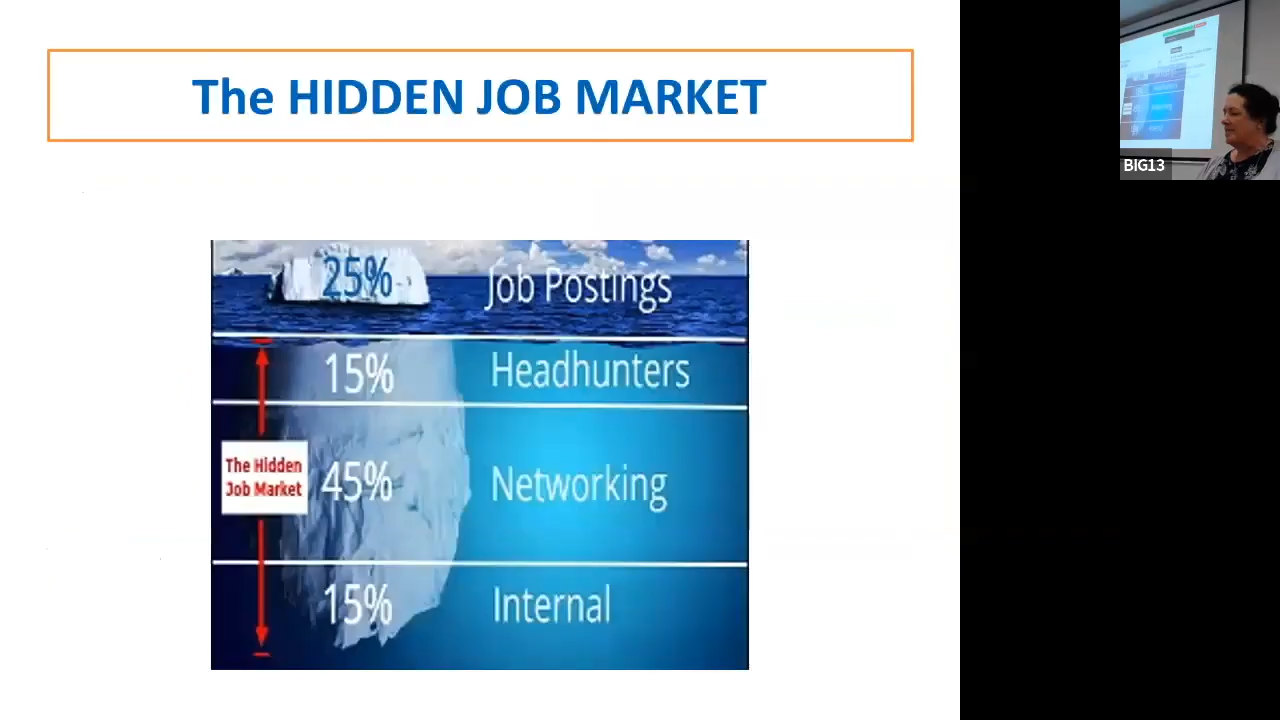 The HIDDEN JOB MARKET
25% Job Postings
15% Headhunters
The Hidden
Job Market
45% Networking
15% Internal
BIG13